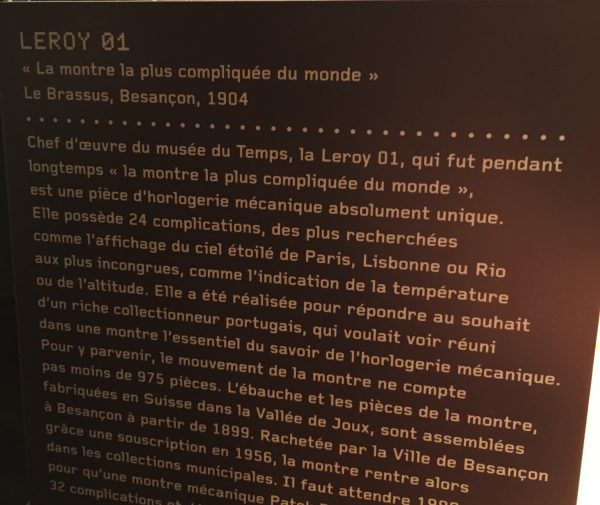 LEROY 01
« La montre la plus compliquée du monde »
Le Brassus, Besançon, 1904
Chef d'œuvre du musée du Temps, la Leroy 01, qui fut pendant
longtemps « la montre la plus compliquée du monde »,
est une pièce d'horlogerie mécanique absolument unique.
Elle possède 24 complications, des plus recherchées
comme l'affichage du ciel étoilé de Paris, Lisbonne ou Rio
aux plus incongrues, comme l'indication de la température
ou de l'altitude. Elle a été réalisée pour répondre au souhait
d'un riche collectionneur portugais, qui voulait voir réuni
dans une montre l'essentiel du savoir de l'horlogerie mécanique.
Pour y parvenir, le mouvement de la montre ne compte
pas moins de 975 pièces. L'ébauche et les pièces de la montre,
fabriquées en Suisse dans la Vallée de Joux, sont assemblées
à Besançon à partir de 1899. Rachetée par la Ville de Besançon
grâce une souscription en 1956, la montre rentre alors
dans les collections municipales. Il faut attendre
pour qu'une montre mécanique
32 complications